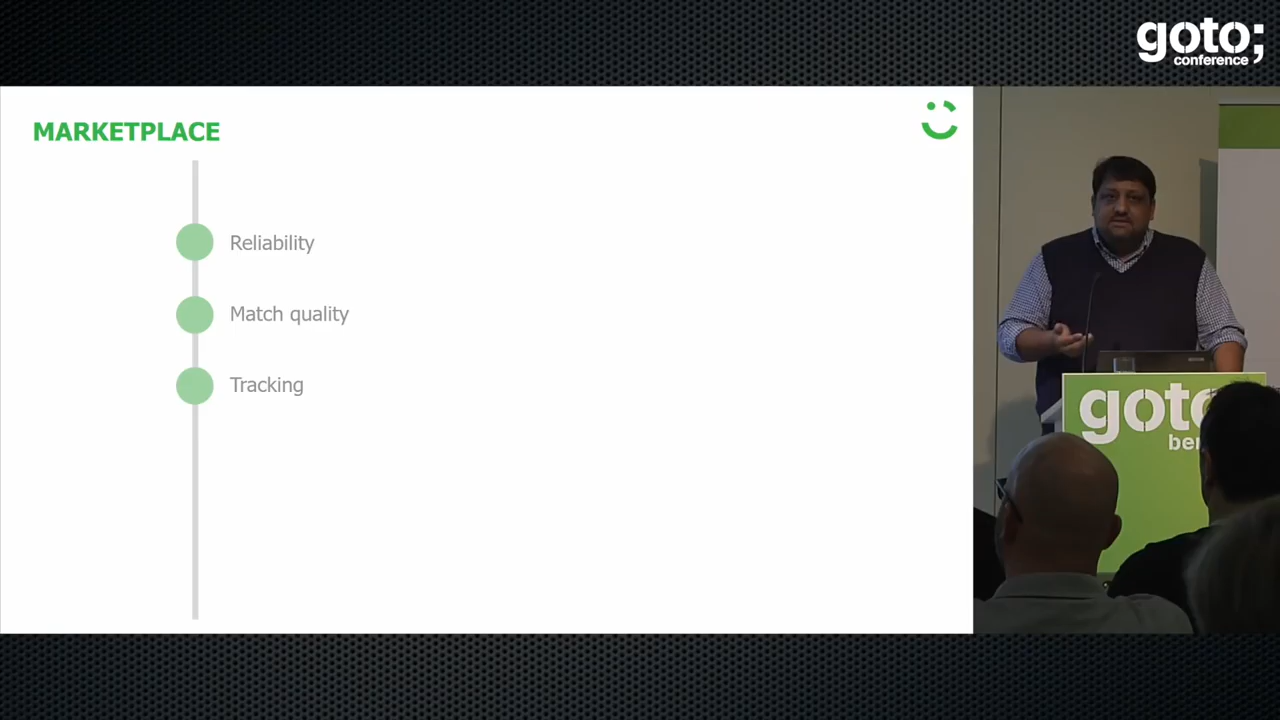 goto;
conference
MARKETPLACE
Reliability
Match quality
Tracking
goto
ber